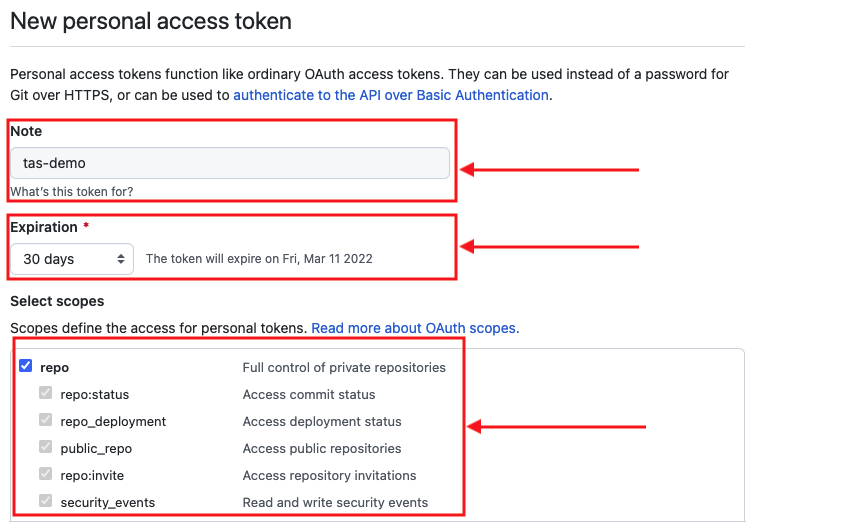 New personal access token
Personal access tokens function like ordinary OAuth access tokens. They can be used instead of a password for
Git over HTTPS, or can be used to authenticate to the API over Basic Authentication.
Note
tas-demo
What's this token for?
Expiration *
30 days The token will expire on Fri, Mar 11 2022
Select scopes
Scopes define the access for personal tokens. Read more about OAuth scopes.
repo Full control of private repositories
repo:status Access commit status
repo_deployment Access deployment status
public_repo Access public repositories
repo:invite Access repository invitations
security_events Read and write security events